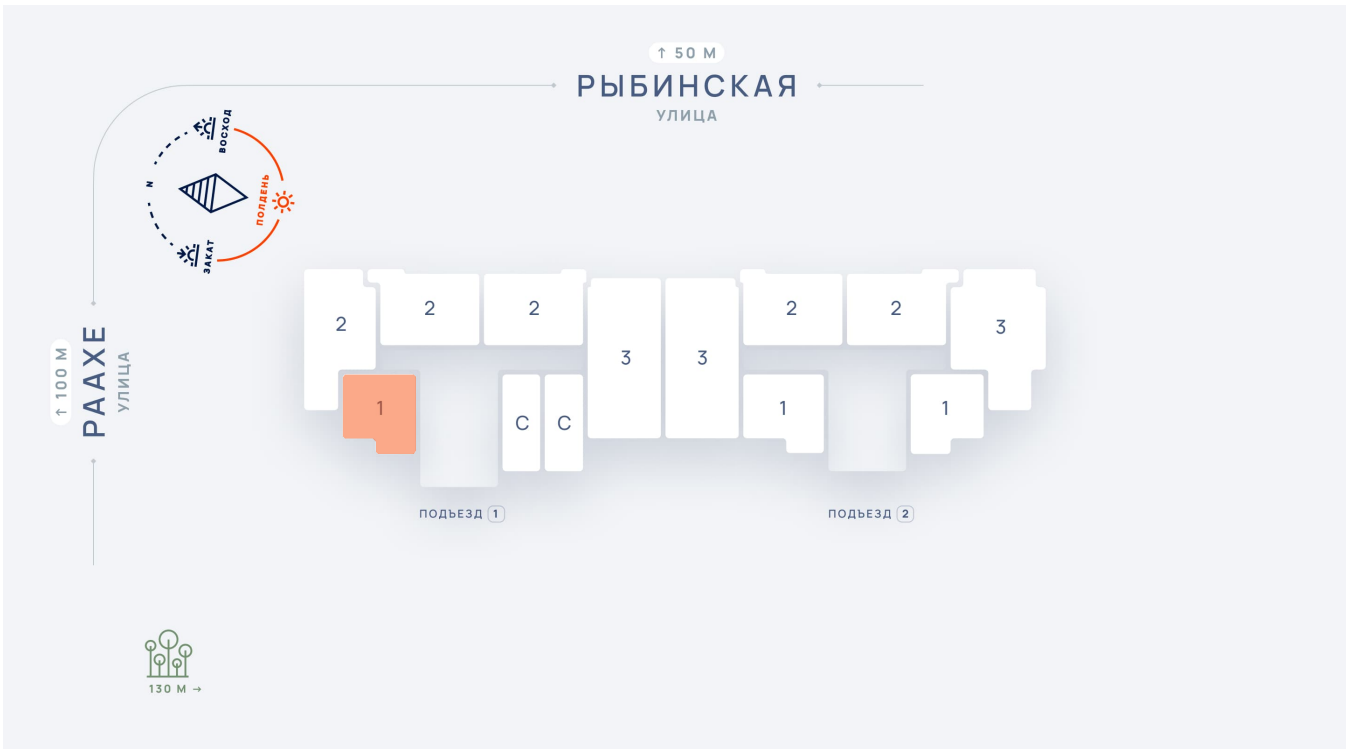 ↑ 50 М
РЫБИНСКАЯ
УЛИЦА
ВОСХОД
N
ПОЛДЕНЬ
ЗАКАТ
↑ 100 М
РААХЕ
УЛИЦА
2
2
2
3
3
2
2
3
1
С
С
1
1
ПОДЪЕЗД 1
ПОДЪЕЗД 2
130 М →